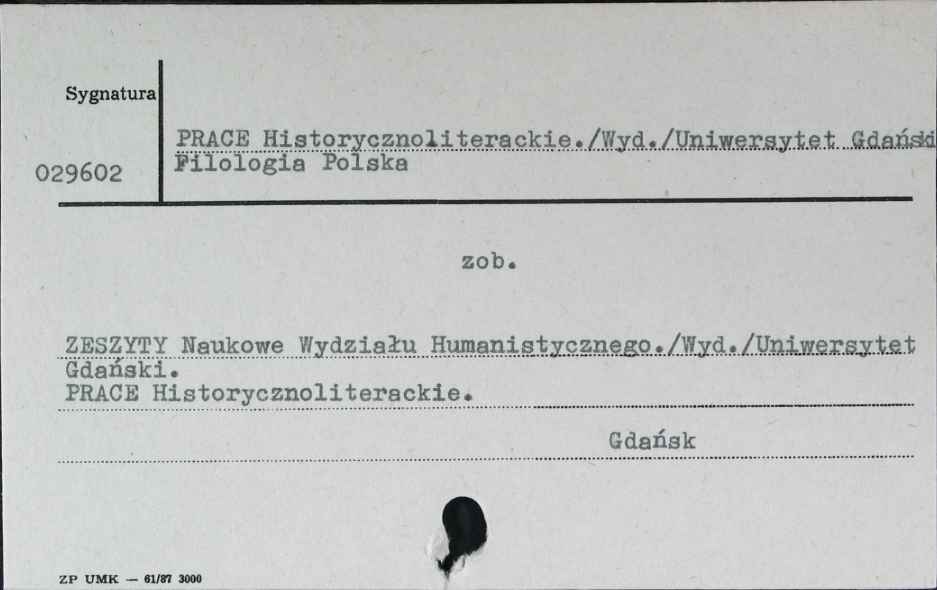 Sygnatura
PRACE Historycznoliterackie./Wyd./Uniwersytet Gdański
029602
Filologia Polska
zob.
ZESZYTY Naukowe Wydziału Humanistycznego./Wyd./Uniwersytet
Gdański.
PRACE Historycznoliterackie.
Gdańsk
ZP UMK — 61/87 3000